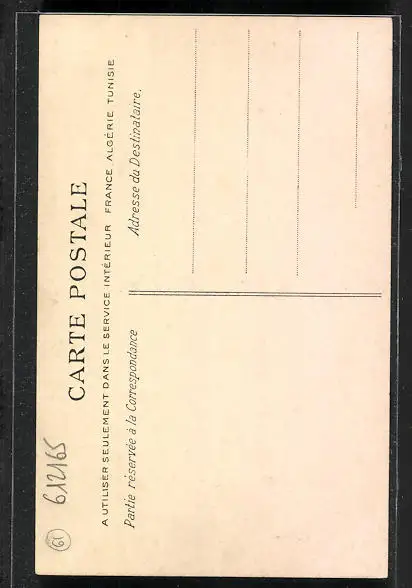 CARTE POSTALE
A UTILISER SEULEMENT DANS LE SERVICE INTÉRIEUR FRANCE ALGÉRIE TUNISIE
Partie réservée à la Correspondance
Adresse du Destinataire.
61
612165